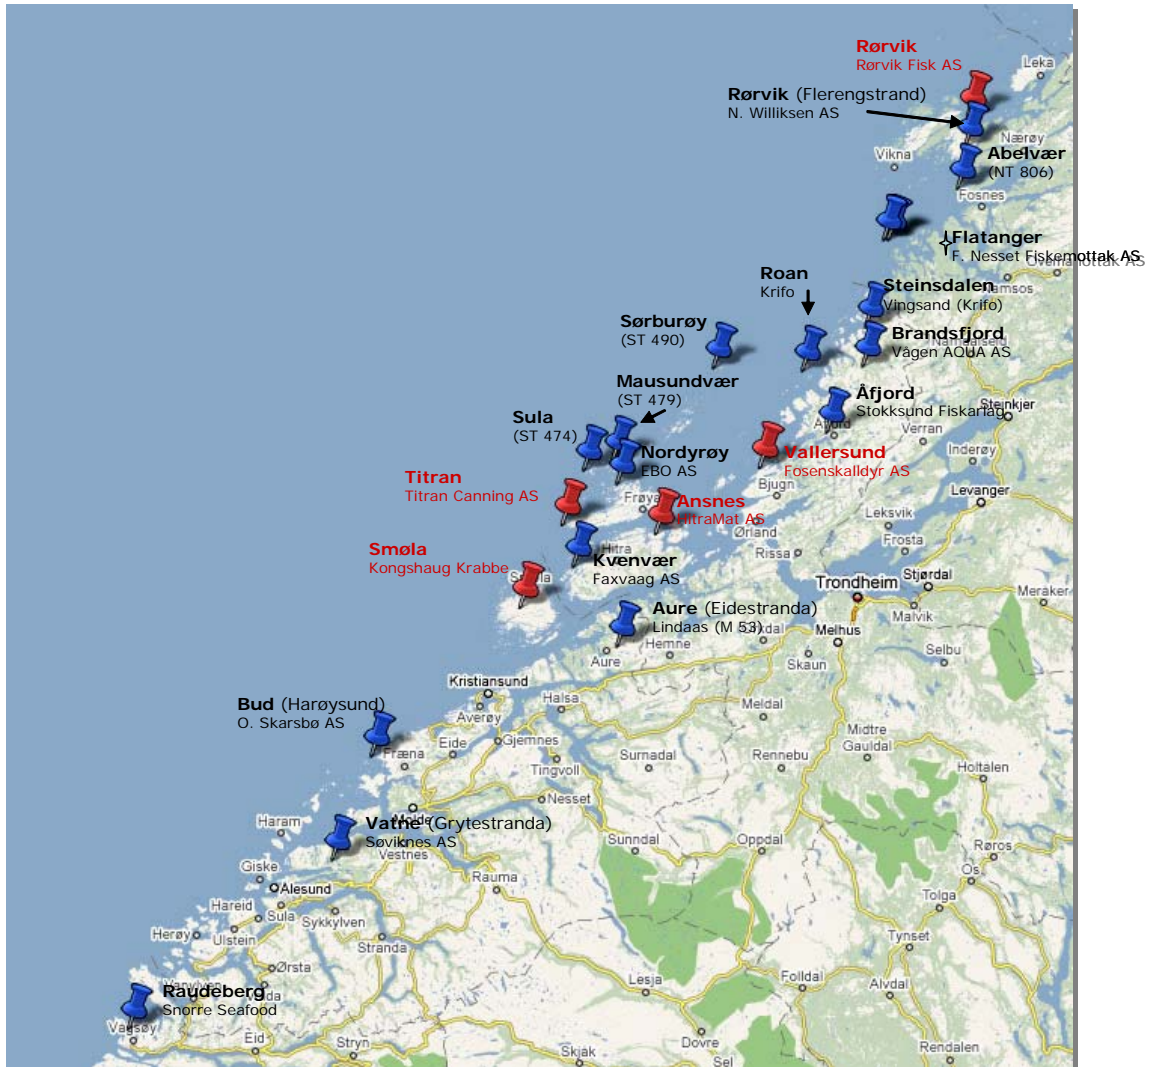 Rørvik
Rørvik Fisk AS
Leka
Rørvik (Flerengstrand)
N. Williksen AS
Nærøy
Vikna
Abelvær
(NT 806)
Fosnes
Flatanger
F. Nesset Fiskemottak AS
Namsos
Roan
Krifo
Steinsdalen
Vingsand (Krifo)
Sørburøy
(ST 490)
Brandsfjord
Vågen AQUA AS
Mausundvær
(ST 479)
Åfjord
Stokksund Fiskarlag
Steinkjer
Åfjord
Verran
Sula
(ST 474)
Nordyrøy
EBO AS
Vallersund
Fosenskalldyr AS
Inderøy
Titran
Titran Canning AS
Frøya
Ansnes
HitraMat AS
Bjugn
Levanger
Leksvik
Ørland
Frosta
Rissa
Smøla
Kongshaug Krabbe
Smøla
Hitra
Kvenvær
Faxvaag AS
Trondheim
Stjørdal
Meråker
Malvik
Aure (Eidestranda)
Lindaas (M 53)
Orkdal
Melhus
Hemne
Aure
Skaun
Selbu
Kristiansund
Halsa
Bud (Harøysund)
O. Skarsbø AS
Averøy
Meldal
Gjemnes
Eide
Fræna
Surnadal
Rennebu
Midtre
Gauldal
Holtalen
Tingvoll
Nesset
Molde
Haram
Vatne (Grytestranda)
Søviknes AS
Vestnes
Sunndal
Oppdal
Røros
Giske
Ålesund
Rauma
Os
Tolga
Hareid
Sula
Sykkylven
Herøy
Ulstein
Stranda
Tynset
Ørsta
Vanylven
Volda
Raudeberg
Snorre Seafood
Lesja
Folldal
Alvdal
Vågsøy
Eid
Stryn
Skjåk
Dovre
Sel
Rendalen